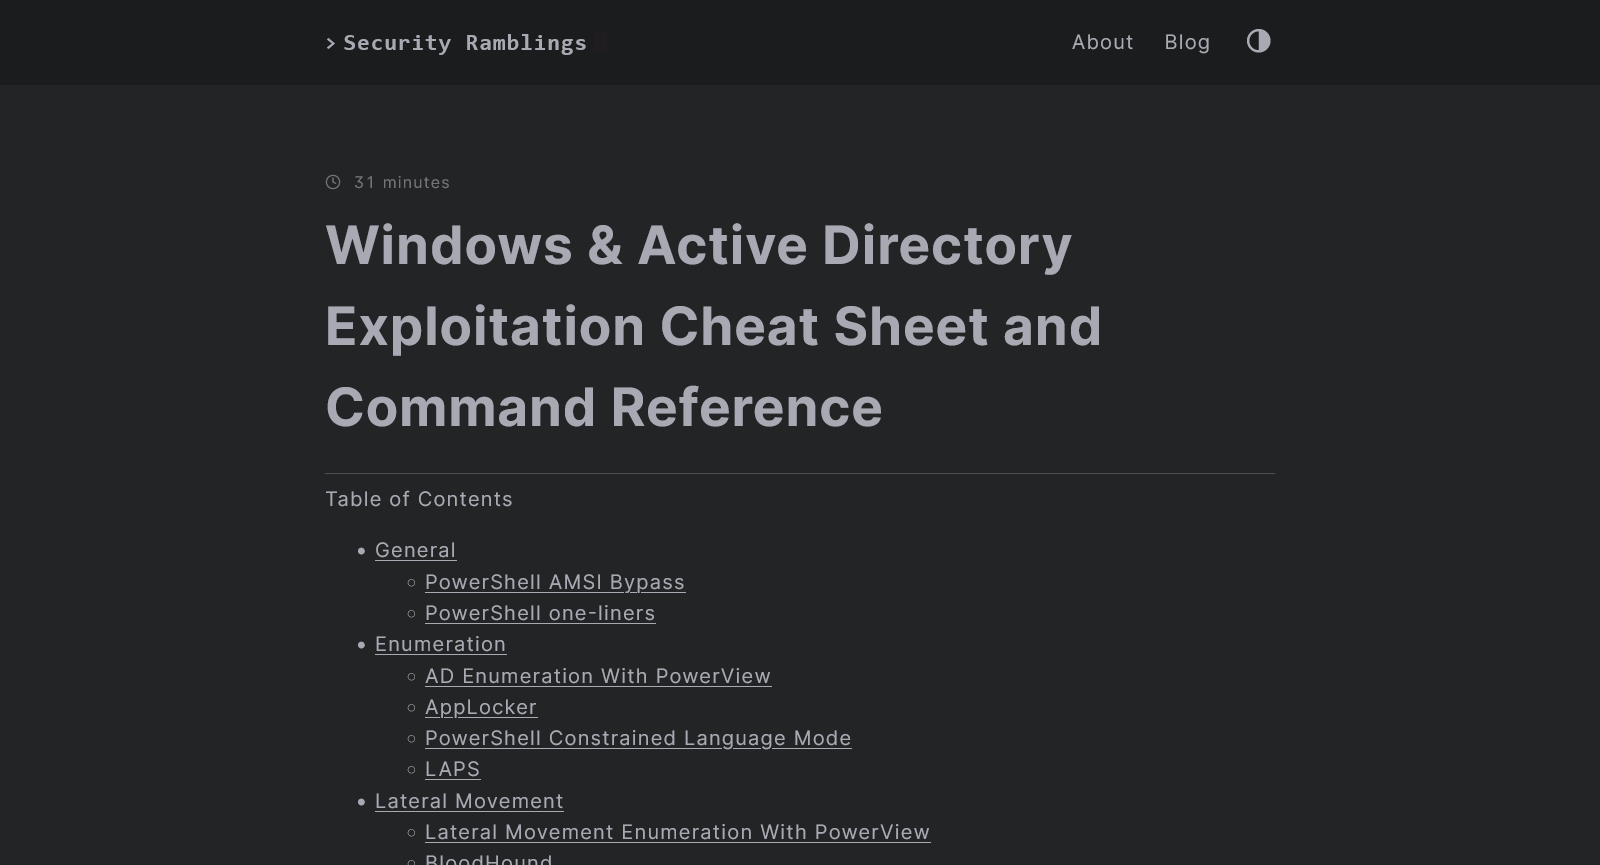 > Security Ramblings
About Blog
31 minutes
Windows & Active Directory
Exploitation Cheat Sheet and
Command Reference
Table of Contents
General
PowerShell AMSI Bypass
PowerShell one-liners
Enumeration
AD Enumeration With PowerView
AppLocker
PowerShell Constrained Language Mode
LAPS
Lateral Movement
Lateral Movement Enumeration With PowerView
BloodHound